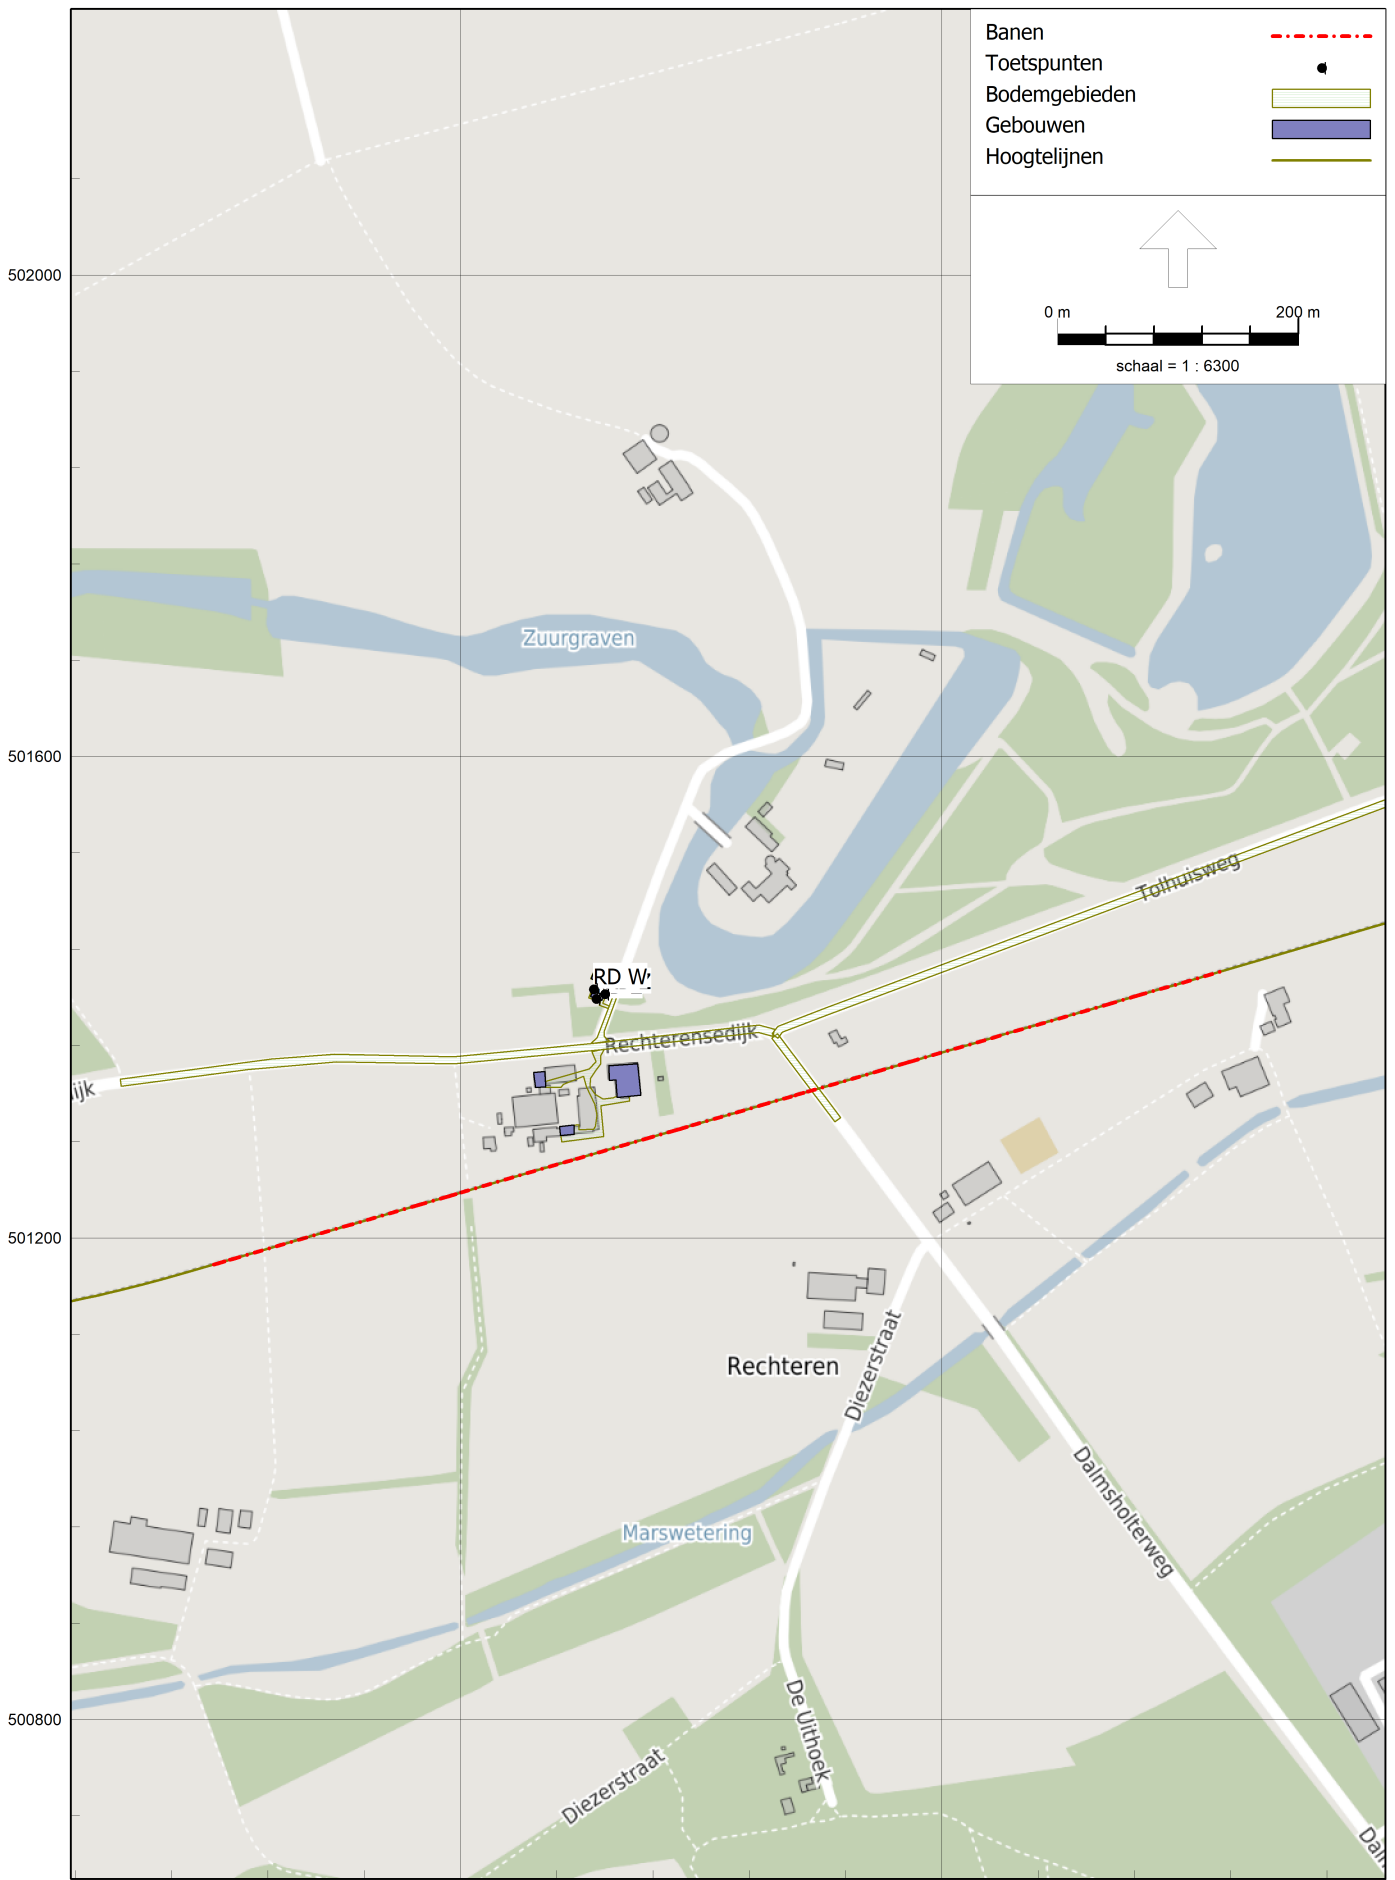 Banen
Toetspunten
Bodemgebieden
Gebouwen
Hoogtelijnen
0 m 200 m
schaal = 1 : 6300
502000
Zuurgraven
501600
Tolhuisweg
RD W
Rechterensedijk
ijk
501200
Diezerstraat
Rechteren
Dalmsholterweg
Marswetering
500800
De Uithoek
Diezerstraat
Dalm